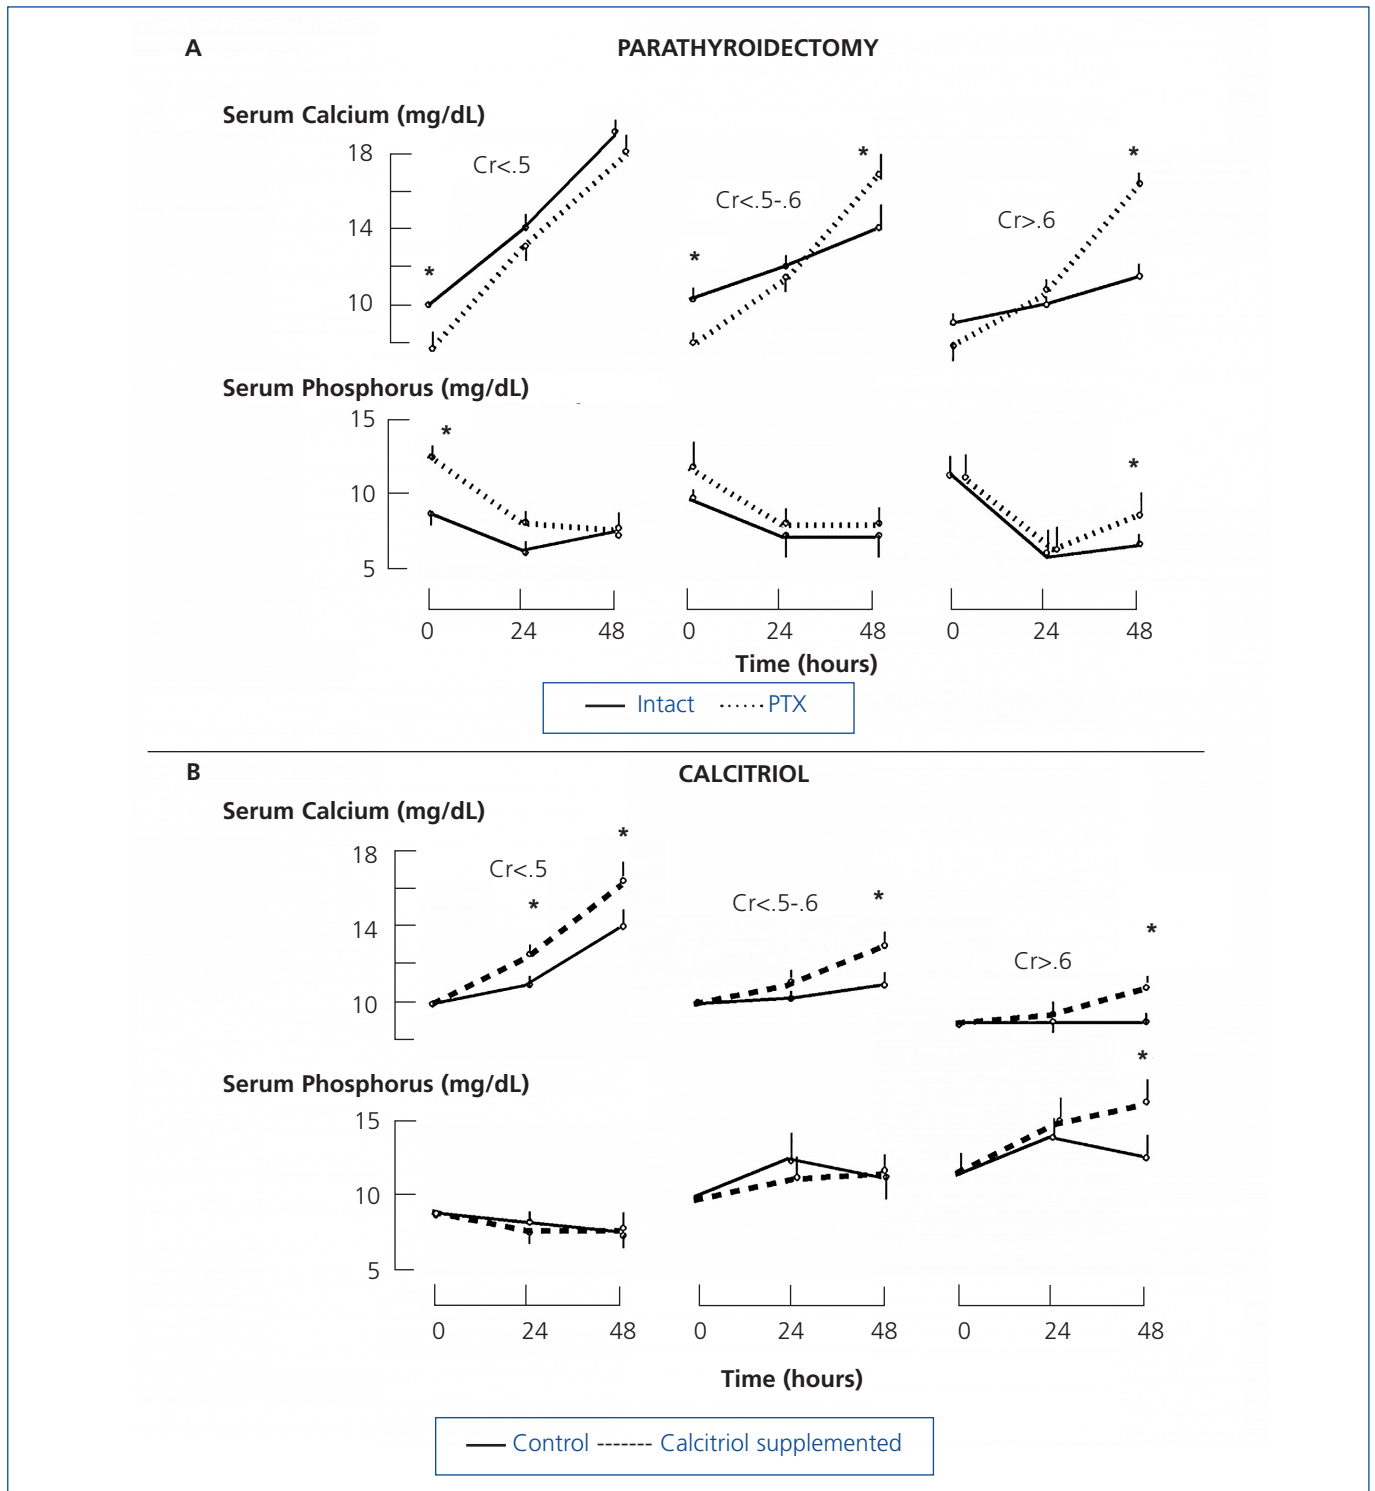 A
PARATHYROIDECTOMY
Serum Calcium (mg/dL)
18
14
10
Cr<.5
*
Cr<.5-.6
*
*
Cr>.6
*
Serum Phosphorus (mg/dL)
15
10
5
*
*
0 24 48 0 24 48 0 24 48
Time (hours)
Intact PTX
B
CALCITRIOL
Serum Calcium (mg/dL)
18
14
10
Cr<.5
*
*
Cr<.5-.6
*
Cr>.6
*
Serum Phosphorus (mg/dL)
15
10
5
*
0 24 48 0 24 48 0 24 48
Time (hours)
Control Calcitriol supplemented